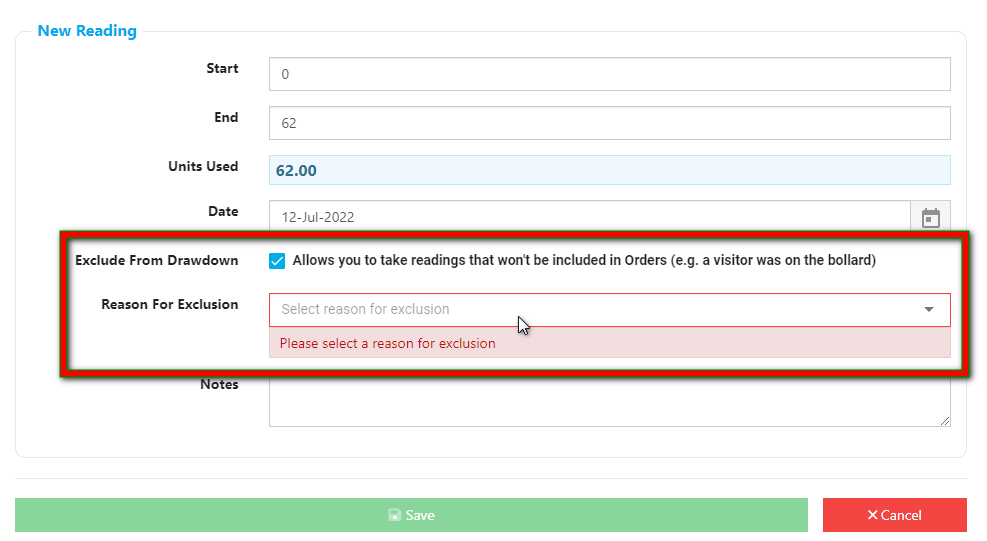 New Reading
Start
0
End
62
Units Used
62.00
Date
12-Jul-2022
Exclude From Drawdown
Allows you to take readings that won't be included in Orders (e.g. a visitor was on the bollard)
Reason For Exclusion
Select reason for exclusion
Please select a reason for exclusion
Notes
Save
Cancel